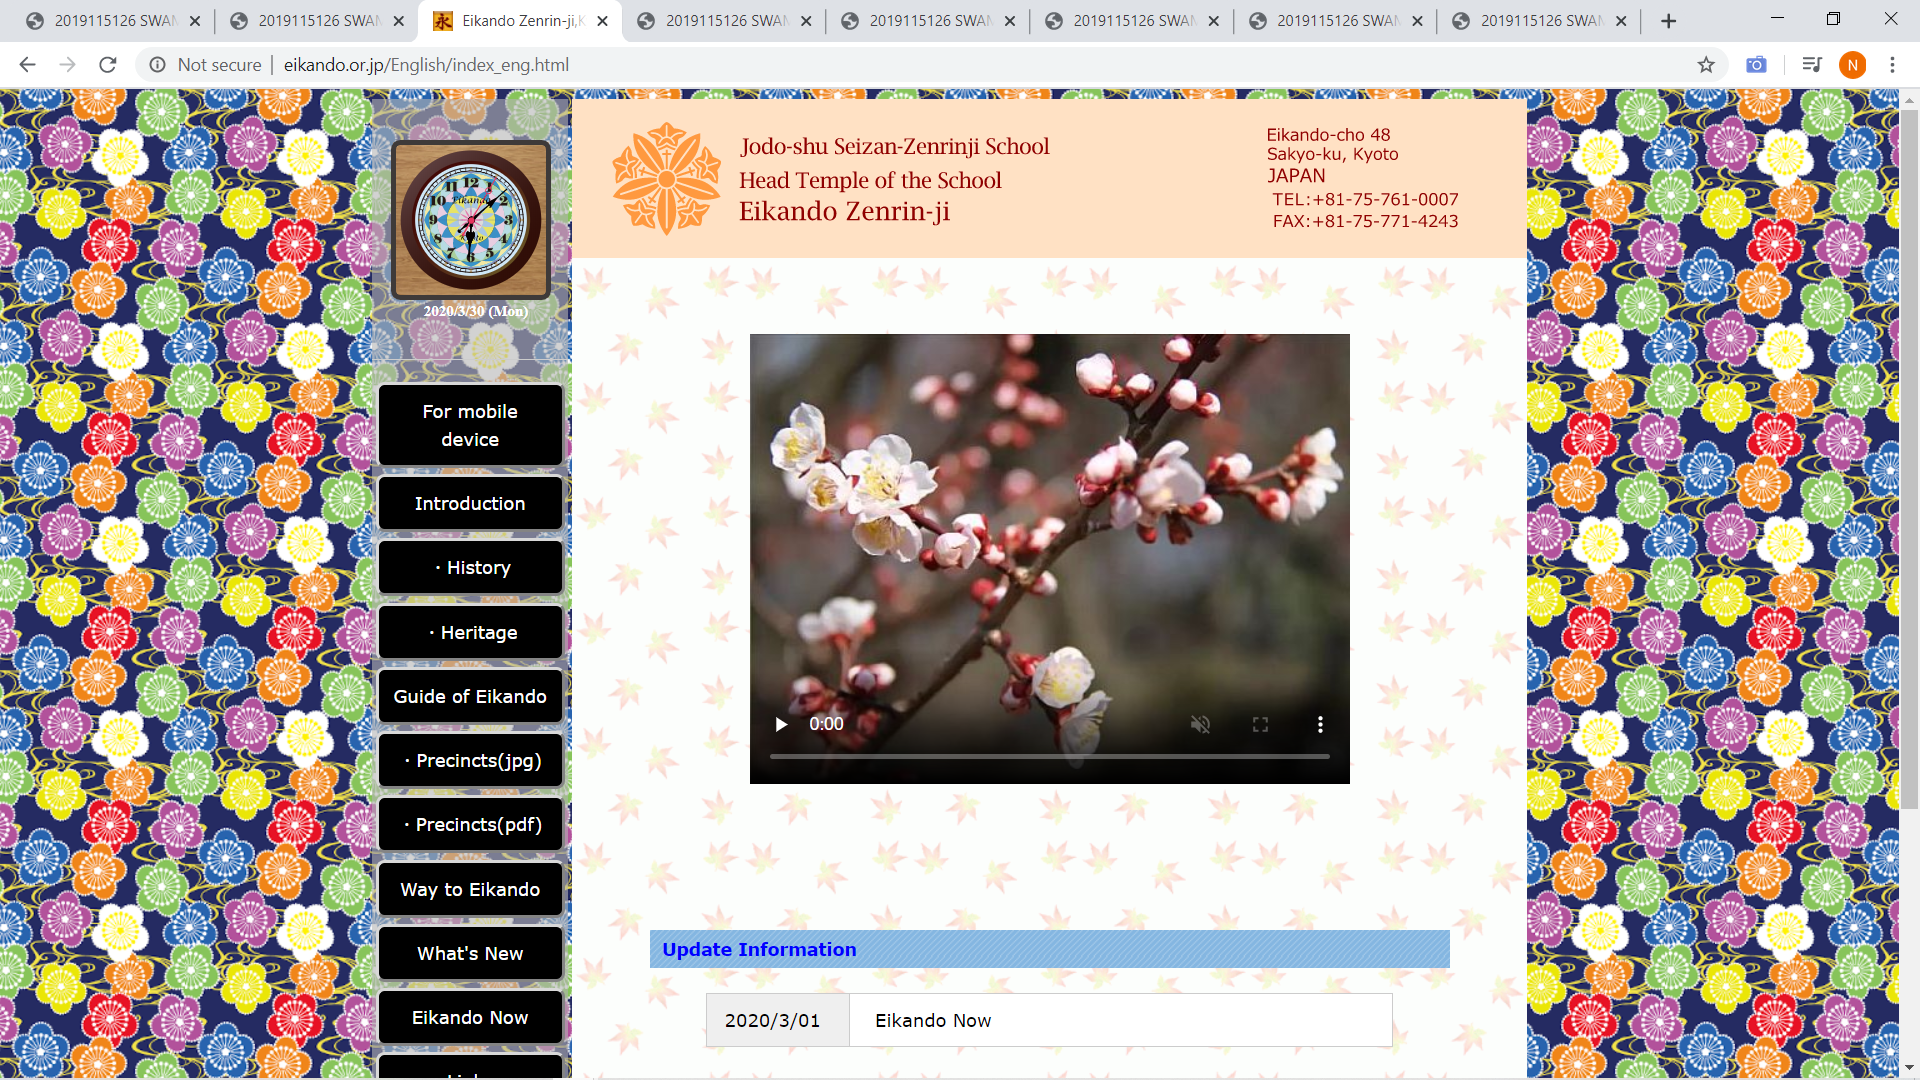 2019115126 SWAN
2019115126 SWAN
Eikando Zenrin-ji,K
2019115126 SWAN
2019115126 SWAN
2019115126 SWAN
2019115126 SWAN
2019115126 SWAN
Not secure
eikando.or.jp/English/index_eng.html
N
11 12 1
10 Eikando 2
9 3
8 Kyoto 4
7 6 5
2020/3/30 (Mon)
For mobile
device
Introduction
・History
・Heritage
Guide of Eikando
・Precincts(jpg)
・Precincts(pdf)
Way to Eikando
What's New
Eikando Now
Jodo-shu Seizan-Zenrinji School
Head Temple of the School
Eikando Zenrin-ji
Eikando-cho 48
Sakyo-ku, Kyoto
JAPAN
TEL:+81-75-761-0007
FAX:+81-75-771-4243
0:00
Update Information
2020/3/01
Eikando Now